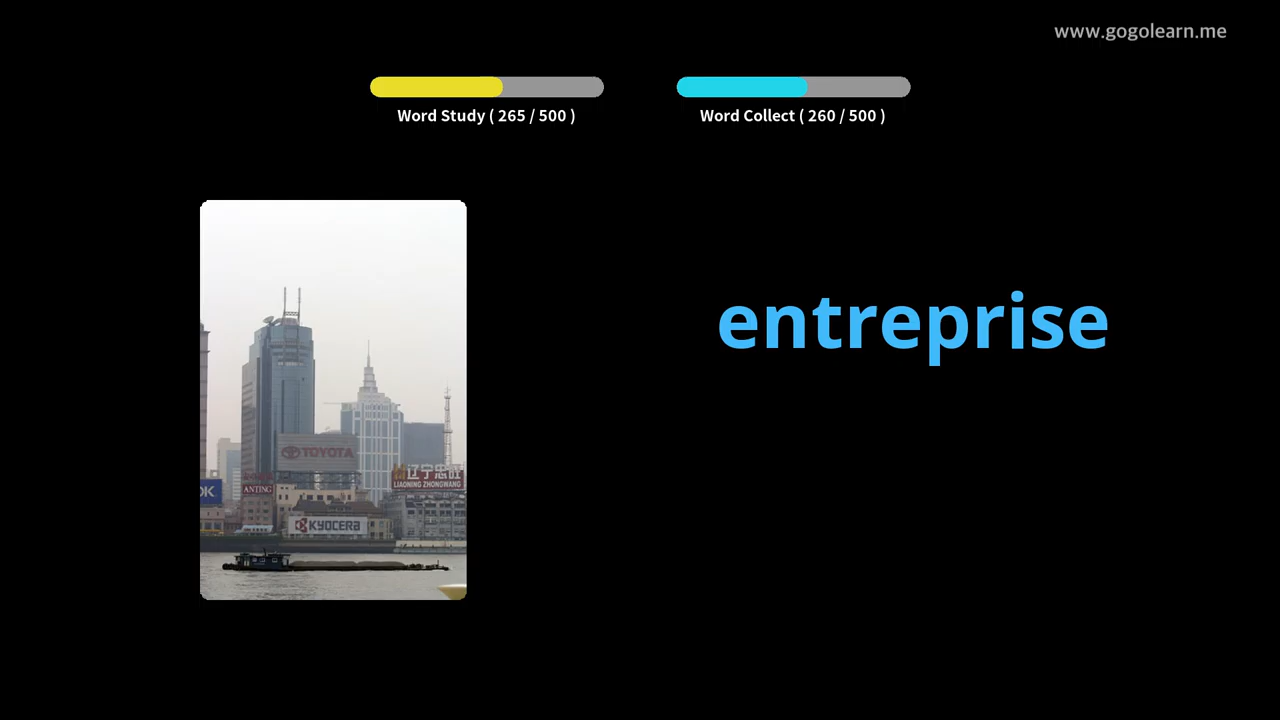 www.gogolearn.me
Word Study ( 265 / 500 )
Word Collect ( 260 / 500 )
entreprise
TOYOTA
辽宁忠旺
LIAONING ZHONGWANG
OK
ANTING
KYOCERA